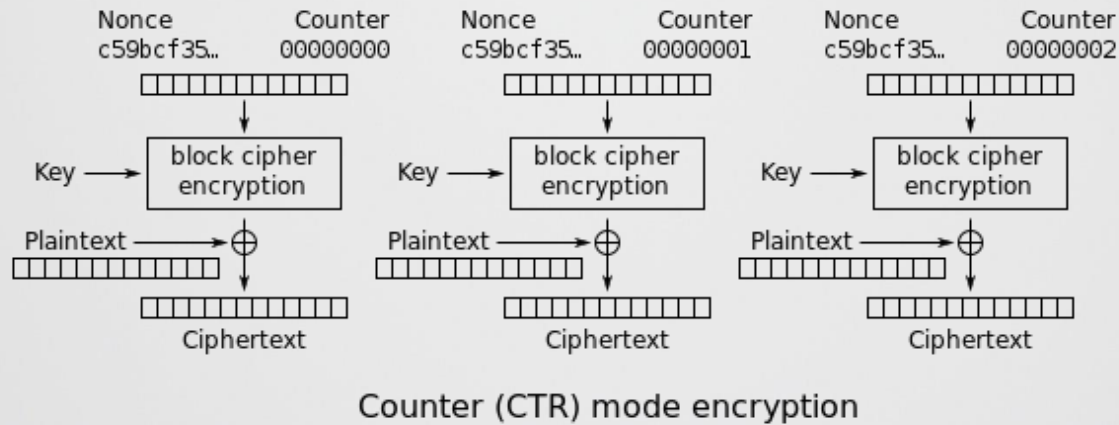 Nonce Counter Nonce Counter Nonce Counter
c59bcf35… 00000000 c59bcf35… 00000001 c59bcf35… 00000002
block cipher block cipher block cipher
Key Key Key
encryption encryption encryption
Plaintext Plaintext Plaintext
Ciphertext Ciphertext Ciphertext
Counter (CTR) mode encryption